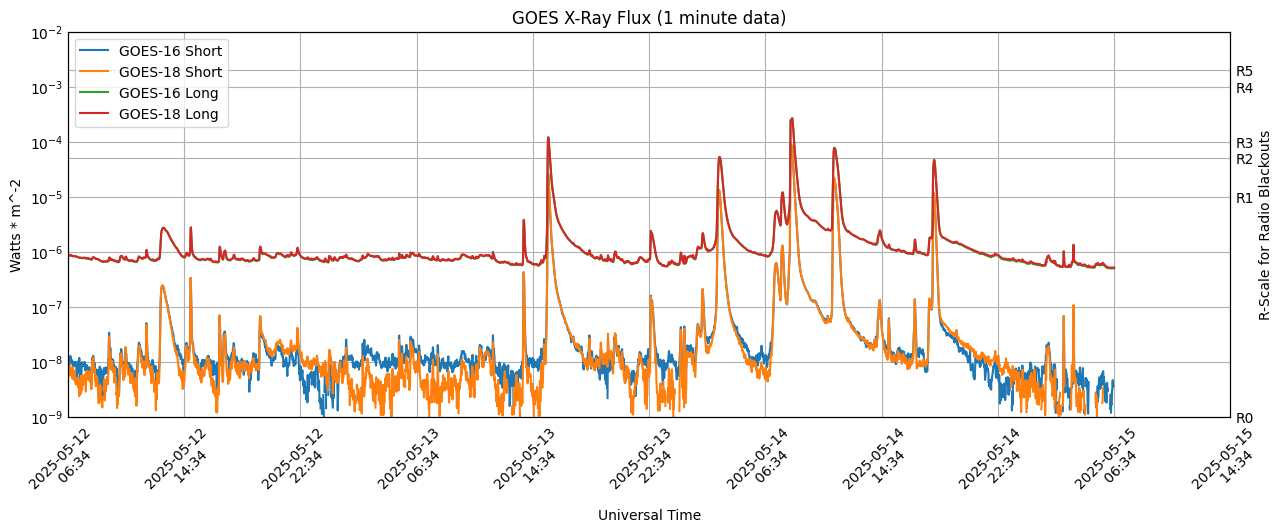 GOES X-Ray Flux (1 minute data)
GOES-16 Short
GOES-18 Short
GOES-16 Long
GOES-18 Long
10^-2
10^-3
10^-4
10^-5
10^-6
10^-7
10^-8
10^-9
Watts * m^-2
R5
R4
R3
R2
R1
R0
R-Scale for Radio Blackouts
2025-05-12
06:34
2025-05-12
14:34
2025-05-12
22:34
2025-05-13
06:34
2025-05-13
14:34
2025-05-13
22:34
2025-05-14
06:34
2025-05-14
14:34
2025-05-14
22:34
2025-05-15
06:34
2025-05-15
14:34
Universal Time